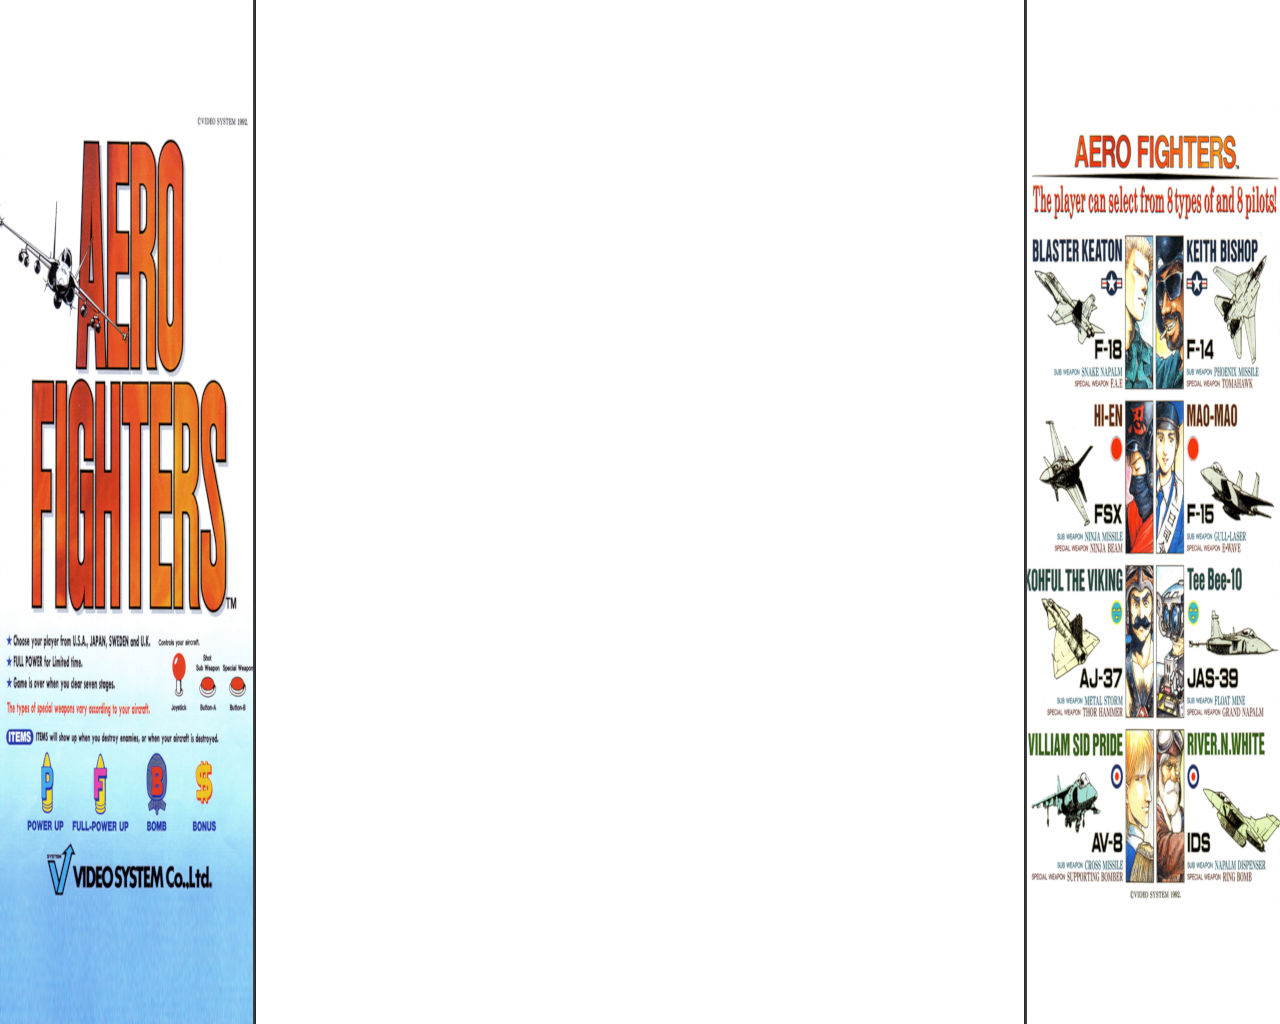 ©VIDEO SYSTEM 1992.
AERO
FIGHTERS™
★ Choose your player from U.S.A., JAPAN, SWEDEN and U.K.
★ FULL POWER for Limited time.
★ Game is over when you clear seven stages.
The types of special weapons vary according to your aircraft.
Controls your aircraft.
Shot
Sub Weapon Special Weapon
Joystick Button-A Button-B
ITEMS ITEMS will show up when you destroy enemies, or when your aircraft is destroyed.
P F B $
POWER UP FULL-POWER UP BOMB BONUS
SYSTEM
V VIDEO SYSTEM Co.,Ltd.
AERO FIGHTERS™
The player can select from 8 types of and 8 pilots!
BLASTER KEATON
F-18
SUB WEAPON SNAKE NAPALM
SPECIAL WEAPON F.A.E
KEITH BISHOP
F-14
SUB WEAPON PHOENIX MISSILE
SPECIAL WEAPON TOMAHAWK
HI-EN
忍
FSX
SUB WEAPON NINJA MISSILE
SPECIAL WEAPON NINJA BEAM
MAO-MAO
F-15
SUB WEAPON GULL-LASER
SPECIAL WEAPON E-WAVE
KOHFUL THE VIKING
AJ-37
SUB WEAPON METAL STORM
SPECIAL WEAPON THOR HAMMER
Tee Bee-10
JAS-39
SUB WEAPON FLOAT MINE
SPECIAL WEAPON GRAND NAPALM
VILLIAM SID PRIDE
AV-8
SUB WEAPON CROSS MISSILE
SPECIAL WEAPON SUPPORTING BOMBER
RIVER.N.WHITE
IDS
SUB WEAPON NAPALM DISPENSER
SPECIAL WEAPON RING BOMB
©VIDEO SYSTEM 1992.